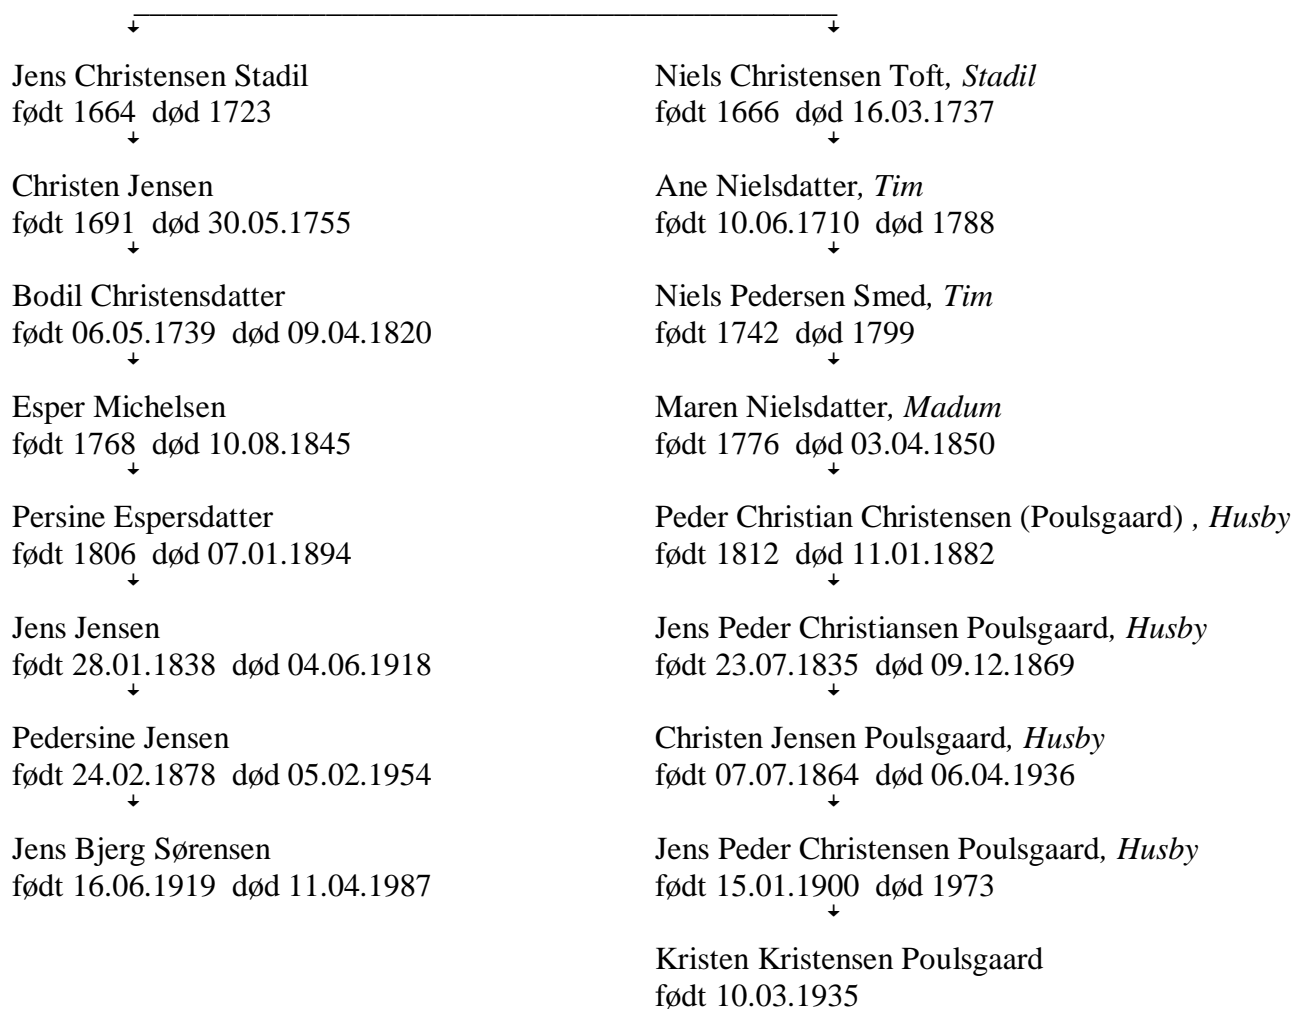 Jens Christensen Stadil
født 1664  død 1723
Christen Jensen
født 1691  død 30.05.1755
Bodil Christensdatter
født 06.05.1739  død 09.04.1820
Esper Michelsen
født 1768  død 10.08.1845
Persine Espersdatter
født 1806  død 07.01.1894
Jens Jensen
født 28.01.1838  død 04.06.1918
Pedersine Jensen
født 24.02.1878  død 05.02.1954
Jens Bjerg Sørensen
født 16.06.1919  død 11.04.1987
Niels Christensen Toft, Stadil
født 1666  død 16.03.1737
Ane Nielsdatter, Tim
født 10.06.1710  død 1788
Niels Pedersen Smed, Tim
født 1742  død 1799
Maren Nielsdatter, Madum
født 1776  død 03.04.1850
Peder Christian Christensen (Poulsgaard) , Husby
født 1812  død 11.01.1882
Jens Peder Christiansen Poulsgaard, Husby
født 23.07.1835  død 09.12.1869
Christen Jensen Poulsgaard, Husby
født 07.07.1864  død 06.04.1936
Jens Peder Christensen Poulsgaard, Husby
født 15.01.1900  død 1973
Kristen Kristensen Poulsgaard
født 10.03.1935